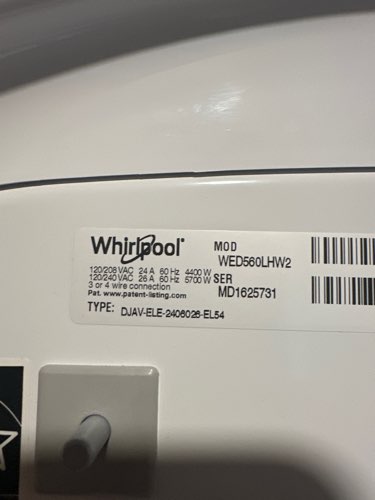 Whirlpool
MOD
WED560LHW2
120/208 VAC 24 A 60 Hz 4400 W
120/240 VAC 26 A 60 Hz 5700 W
SER
3 or 4 wire connection
MD1625731
Pat. www.patent-listing.com
TYPE: DJAV-ELE-2406026-EL54